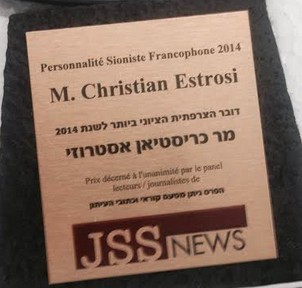 Personnalité Sioniste Francophone 2014
M. Christian Estrosi
דובר הצרפתית הציוני ביותר לשנת 2014
מר כריסטיאן אסטרוזי
Prix décerné à l'unanimité par le panel
lecteurs / journalistes de
הפרס ניתן מטעם קוראי וכתובי העיתון
JSSNEWS